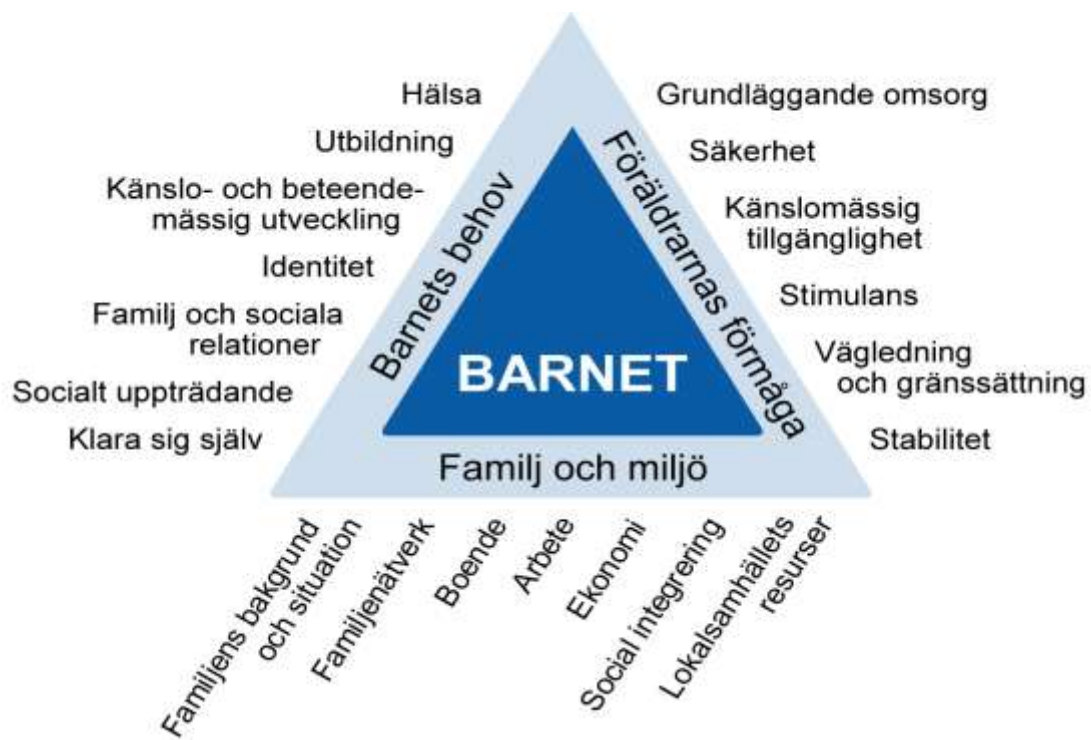 Hälsa
Utbildning
Känslo- och beteende-
mässig utveckling
Identitet
Familj och sociala
relationer
Socialt uppträdande
Klara sig själv
Barnets behov
BARNET
Föräldrarnas förmåga
Grundläggande omsorg
Säkerhet
Känslomässig
tillgänglighet
Stimulans
Vägledning
och gränssättning
Stabilitet
Familj och miljö
Familjens bakgrund
och situation
Familjenätverk
Boende
Arbete
Ekonomi
Social integrering
Lokalsamhällets
resurser